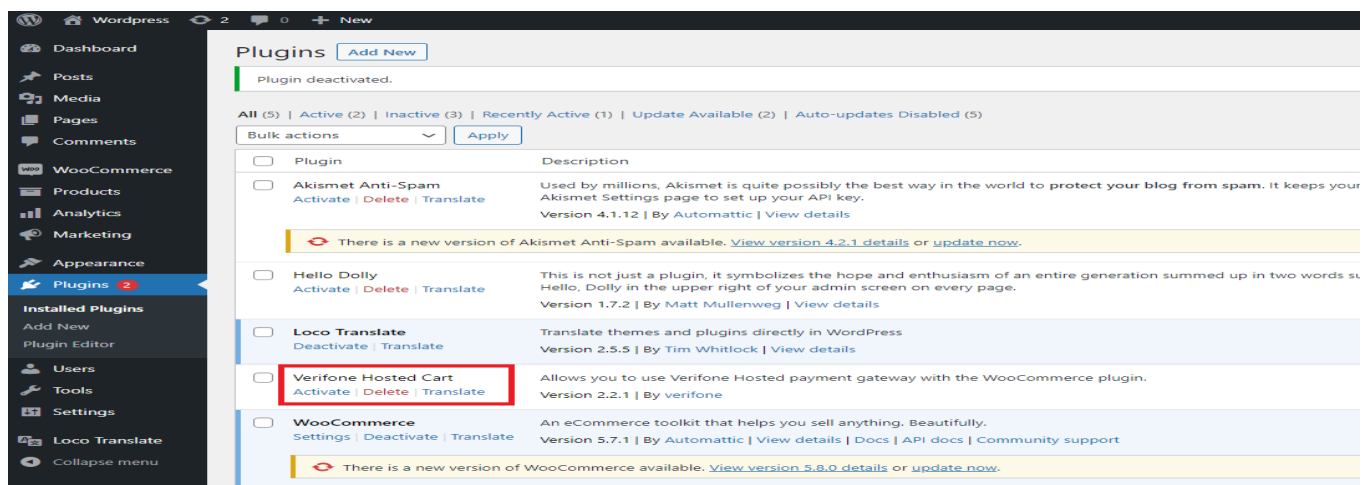 Wordpress 2 0 New
Dashboard
Posts
Media
Pages
Comments
WooCommerce
Products
Analytics
Marketing
Appearance
Plugins 2
Installed Plugins
Add New
Plugin Editor
Users
Tools
Settings
Loco Translate
Collapse menu
Plugins Add New
Plugin deactivated.
All (5) | Active (2) | Inactive (3) | Recently Active (1) | Update Available (2) | Auto-updates Disabled (5)
Bulk actions Apply
Plugin Description
Akismet Anti-Spam Used by millions, Akismet is quite possibly the best way in the world to protect your blog from spam. It keeps your
Activate | Delete | Translate Akismet Settings page to set up your API key.
Version 4.1.12 | By Automattic | View details
There is a new version of Akismet Anti-Spam available. View version 4.2.1 details or update now.
Hello Dolly This is not just a plugin, it symbolizes the hope and enthusiasm of an entire generation summed up in two words
Activate | Delete | Translate Hello, Dolly in the upper right of your admin screen on every page.
Version 1.7.2 | By Matt Mullenweg | View details
Loco Translate Translate themes and plugins directly in WordPress
Deactivate | Translate Version 2.5.5 | By Tim Whitlock | View details
Verifone Hosted Cart Allows you to use Verifone Hosted payment gateway with the WooCommerce plugin.
Activate | Delete | Translate Version 2.2.1 | By verifone
WooCommerce An eCommerce toolkit that helps you sell anything. Beautifully.
Settings | Deactivate | Translate Version 5.7.1 | By Automattic | View details | Docs | API docs | Community support
There is a new version of WooCommerce available. View version 5.8.0 details or update now.